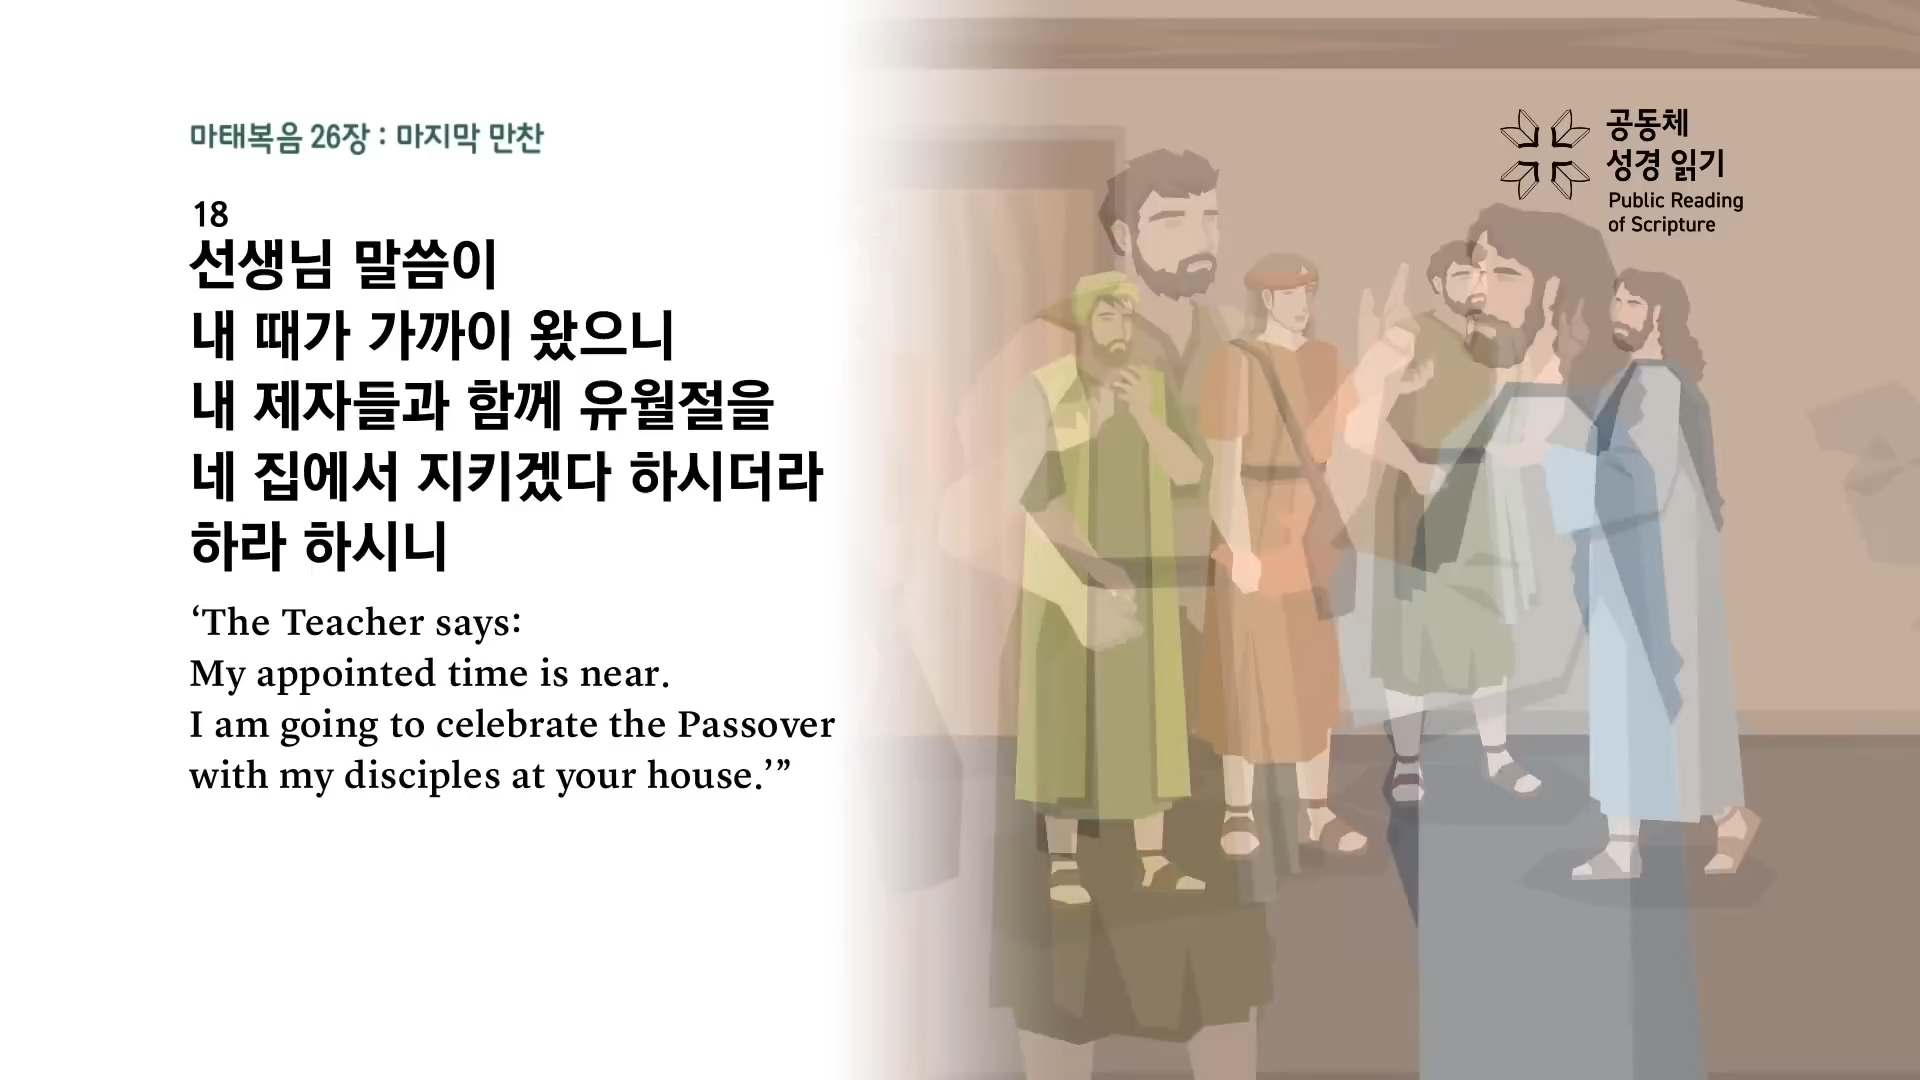 마태복음 26장 : 마지막 만찬
18
선생님 말씀이
내 때가 가까이 왔으니
내 제자들과 함께 유월절을
네 집에서 지키겠다 하시더라
하라 하시니
‘The Teacher says:
My appointed time is near.
I am going to celebrate the Passover
with my disciples at your house.’”
공동체
성경 읽기
Public Reading
of Scripture